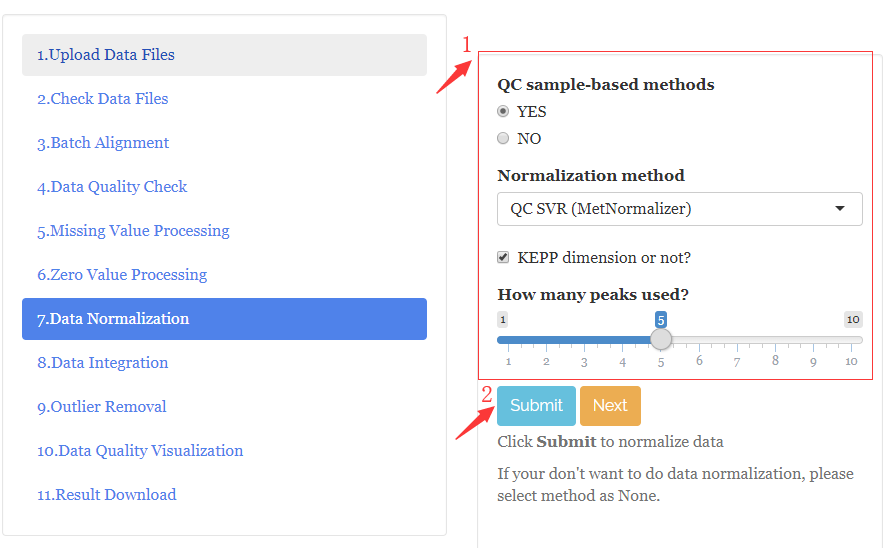 1.Upload Data Files
2.Check Data Files
3.Batch Alignment
4.Data Quality Check
5.Missing Value Processing
6.Zero Value Processing
7.Data Normalization
8.Data Integration
9.Outlier Removal
10.Data Quality Visualization
11.Result Download
1
QC sample-based methods
YES
NO
Normalization method
QC SVR (MetNormalizer)
KEPP dimension or not?
How many peaks used?
1 5 10
1 2 3 4 5 6 7 8 9 10
2
Submit Next
Click Submit to normalize data
If your don't want to do data normalization, please
select method as None.